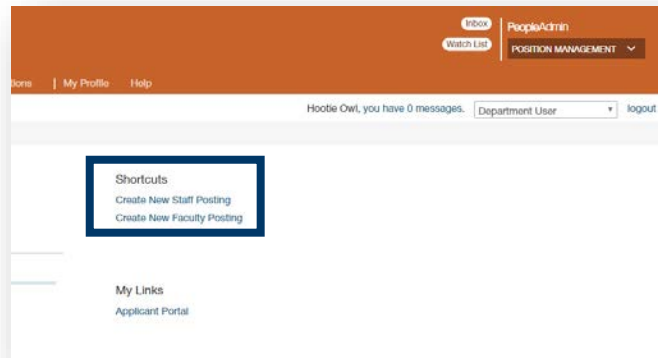 Inbox
PeopleAdmin
Watch List
POSITION MANAGEMENT
tions | My Profile Help
Hootie Owl, you have 0 messages. Department User logout
Shortcuts
Create New Staff Posting
Create New Faculty Posting
My Links
Applicant Portal